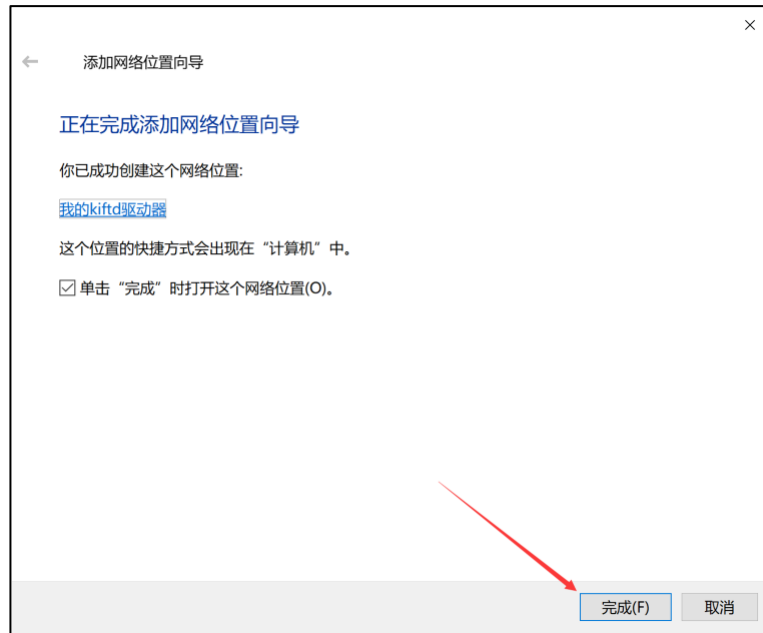 添加网络位置向导
正在完成添加网络位置向导
你已成功创建这个网络位置:
我的kiftd驱动器
这个位置的快捷方式会出现在“计算机”中。
单击“完成”时打开这个网络位置(O)。
完成(F) 取消